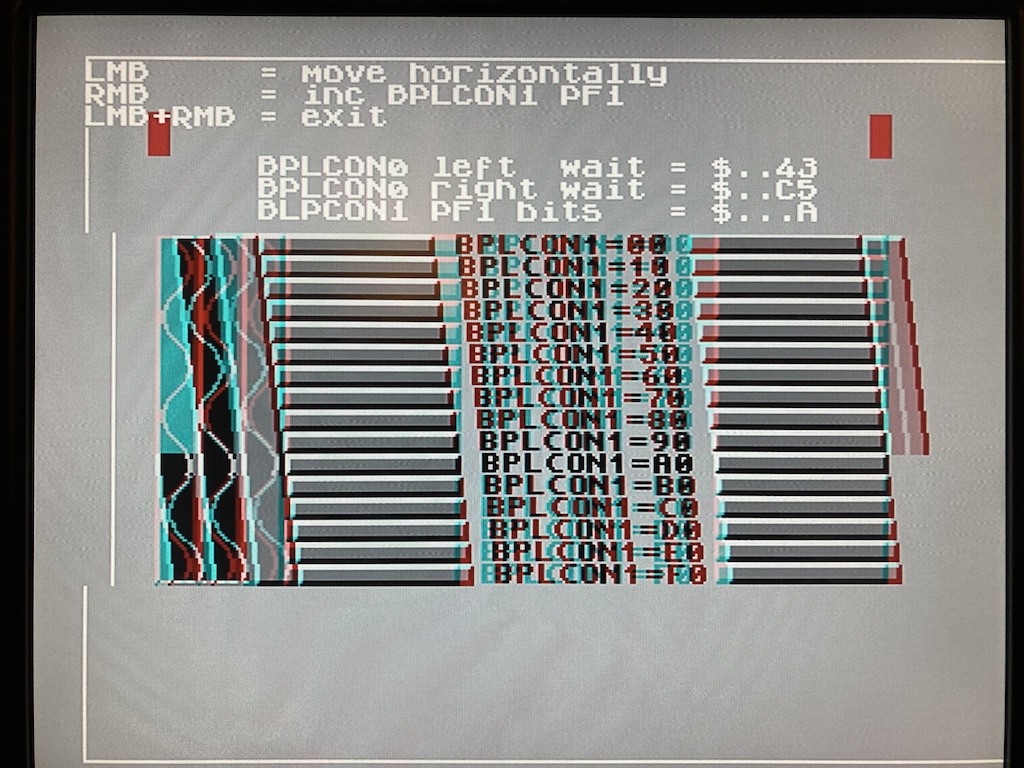 LMB = move horizontally
RMB = inc BPLCON1 PF1
LMB+RMB = exit
BPLCON0 left wait = $..43
BPLCON0 right wait = $..C5
BLPCON1 PF1 bits = $...A
BPLCON1=00
BPLCON1=10
BPLCON1=20
BPLCON1=30
BPLCON1=40
BPLCON1=50
BPLCON1=60
BPLCON1=70
BPLCON1=80
BPLCON1=90
BPLCON1=A0
BPLCON1=B0
BPLCON1=C0
BPLCON1=D0
BPLCON1=E0
BPLCON1=F0